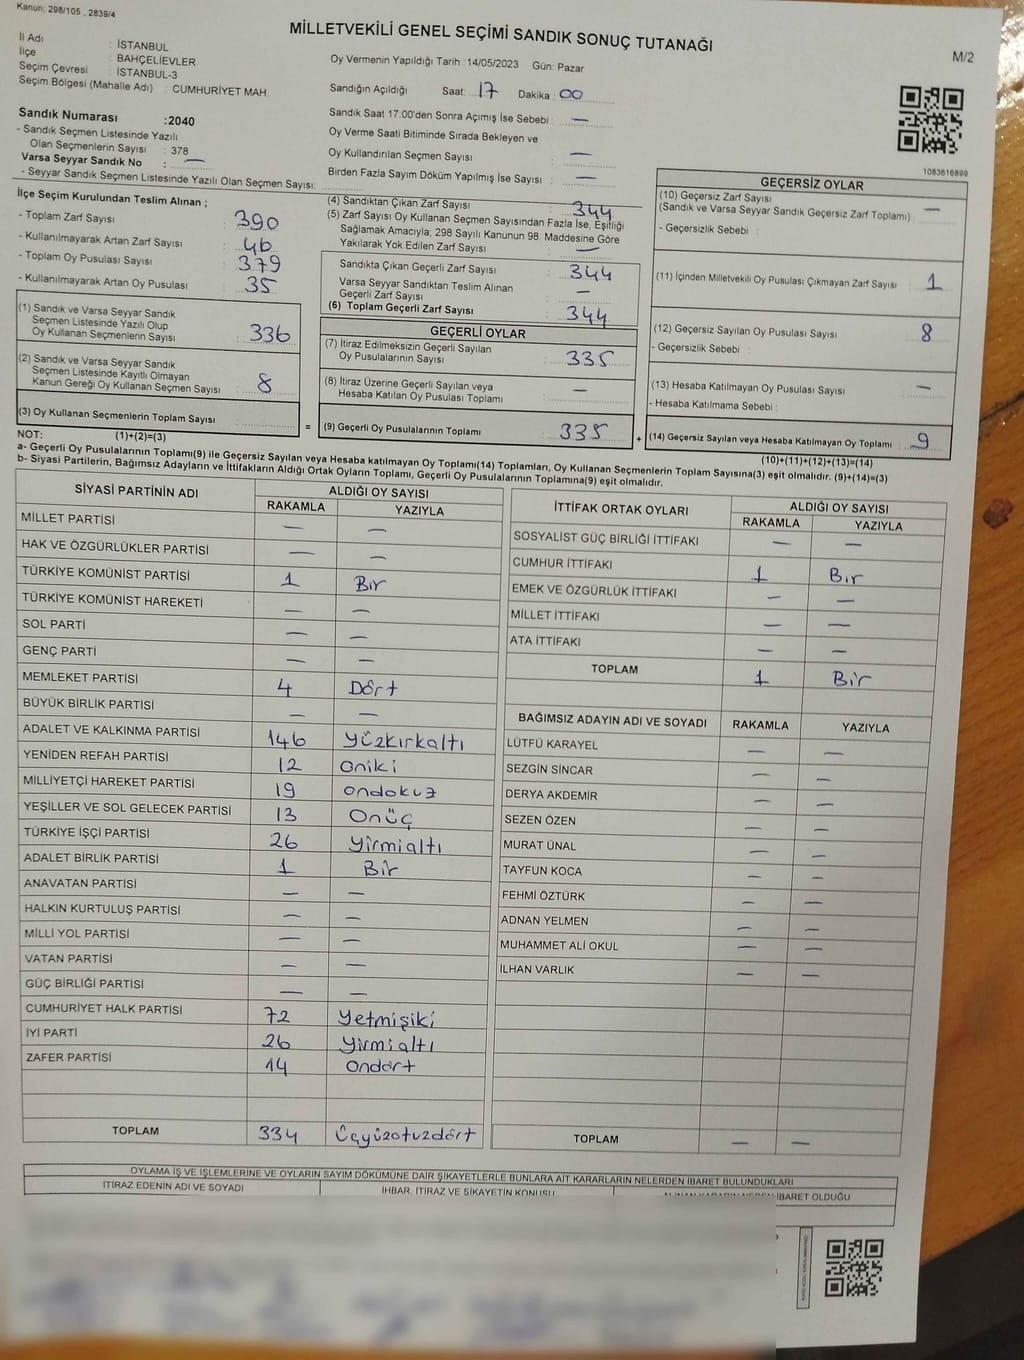 Kanun; 298/105 , 2839/4
MİLLETVEKİLİ GENEL SEÇİMİ SANDIK SONUÇ TUTANAĞI
M/2
İl Adı : İSTANBUL
İlçe : BAHÇELİEVLER
Seçim Çevresi : İSTANBUL-3
Seçim Bölgesi (Mahalle Adı) : CUMHURİYET MAH.
Oy Vermenin Yapıldığı Tarih :14/05/2023 Gün: Pazar
Sandığın Açıldığı Saat: 17 Dakika: 00
Sandık Saat 17.00'den Sonra Açımış İse Sebebi : —
Oy Verme Saati Bitiminde Sırada Bekleyen ve
Oy Kullandırılan Seçmen Sayısı : —
Birden Fazla Sayım Döküm Yapılmış İse Sayısı : —
Sandık Numarası :2040
- Sandık Seçmen Listesinde Yazılı
Olan Seçmenlerin Sayısı : 378
Varsa Seyyar Sandık No : —
- Seyyar Sandık Seçmen Listesinde Yazılı Olan Seçmen Sayısı:
1083616899
İlçe Seçim Kurulundan Teslim Alınan ;
- Toplam Zarf Sayısı : 390
- Kullanılmayarak Artan Zarf Sayısı : 46
- Toplam Oy Pusulası Sayısı : 379
- Kullanılmayarak Artan Oy Pusulası : 35
(1) Sandık ve Varsa Seyyar Sandık
Seçmen Listesinde Yazılı Olup
Oy Kullanan Seçmenlerin Sayısı : 336
(2) Sandık ve Varsa Seyyar Sandık
Seçmen Listesinde Kayıtlı Olmayan
Kanun Gereği Oy Kullanan Seçmen Sayısı : 8
(3) Oy Kullanan Seçmenlerin Toplam Sayısı :
(1)+(2)=(3)
(4) Sandıktan Çıkan Zarf Sayısı : 344
(5) Zarf Sayısı Oy Kullanan Seçmen Sayısından Fazla İse, Eşitliği
Sağlamak Amacıyla; 298 Sayılı Kanunun 98. Maddesine Göre
Yakılarak Yok Edilen Zarf Sayısı : —
Sandıkta Çıkan Geçerli Zarf Sayısı : 344
Varsa Seyyar Sandıktan Teslim Alınan
Geçerli Zarf Sayısı : —
(6) Toplam Geçerli Zarf Sayısı : 344
GEÇERLİ OYLAR
(7) İtiraz Edilmeksizin Geçerli Sayılan
Oy Pusulalarının Sayısı : 335
(8) İtiraz Üzerine Geçerli Sayılan veya
Hesaba Katılan Oy Pusulası Toplamı : —
= (9) Geçerli Oy Pusulalarının Toplamı : 335
GEÇERSİZ OYLAR
(10) Geçersiz Zarf Sayısı
(Sandık ve Varsa Seyyar Sandık Geçersiz Zarf Toplamı) : —
- Geçersizlik Sebebi :
(11) İçinden Milletvekili Oy Pusulası Çıkmayan Zarf Sayısı : 1
(12) Geçersiz Sayılan Oy Pusulası Sayısı : 8
- Geçersizlik Sebebi :
(13) Hesaba Katılmayan Oy Pusulası Sayısı : —
- Hesaba Katılmama Sebebi :
+ (14) Geçersiz Sayılan veya Hesaba Katılmayan Oy Toplamı : 9
(10)+(11)+(12)+(13)=(14)
NOT:
a- Geçerli Oy Pusulalarının Toplamı(9) ile Geçersiz Sayılan veya Hesaba katılmayan Oy Toplamı(14) Toplamları, Oy Kullanan Seçmenlerin Toplam Sayısına(3) eşit olmalıdır. (9)+(14)=(3)
b- Siyasi Partilerin, Bağımsız Adayların ve İttifakların Aldığı Ortak Oyların Toplamı, Geçerli Oy Pusulalarının Toplamına(9) eşit olmalıdır.
SİYASİ PARTİNİN ADI ALDIĞI OY SAYISI
RAKAMLA YAZIYLA
MİLLET PARTİSİ — —
HAK VE ÖZGÜRLÜKLER PARTİSİ — —
TÜRKİYE KOMÜNİST PARTİSİ 1 Bir
TÜRKİYE KOMÜNİST HAREKETİ — —
SOL PARTİ — —
GENÇ PARTİ — —
MEMLEKET PARTİSİ 4 Dört
BÜYÜK BİRLİK PARTİSİ — —
ADALET VE KALKINMA PARTİSİ 146 Yüzkırkaltı
YENİDEN REFAH PARTİSİ 12 Oniki
MİLLİYETÇİ HAREKET PARTİSİ 19 Ondokuz
YEŞİLLER VE SOL GELECEK PARTİSİ 13 Onüç
TÜRKİYE İŞÇİ PARTİSİ 26 Yirmialtı
ADALET BİRLİK PARTİSİ 1 Bir
ANAVATAN PARTİSİ — —
HALKIN KURTULUŞ PARTİSİ — —
MİLLİ YOL PARTİSİ — —
VATAN PARTİSİ — —
GÜÇ BİRLİĞİ PARTİSİ — —
CUMHURİYET HALK PARTİSİ 72 Yetmişiki
İYİ PARTİ 26 Yirmialtı
ZAFER PARTİSİ 14 Ondört
TOPLAM 334 Üçyüzotuzdört
İTTİFAK ORTAK OYLARI ALDIĞI OY SAYISI
RAKAMLA YAZIYLA
SOSYALİST GÜÇ BİRLİĞİ İTTİFAKI — —
CUMHUR İTTİFAKI 1 Bir
EMEK VE ÖZGÜRLÜK İTTİFAKI — —
MİLLET İTTİFAKI — —
ATA İTTİFAKI — —
TOPLAM 1 Bir
BAĞIMSIZ ADAYIN ADI VE SOYADI RAKAMLA YAZIYLA
LÜTFÜ KARAYEL — —
SEZGİN SİNCAR — —
DERYA AKDEMİR — —
SEZEN ÖZEN — —
MURAT ÜNAL — —
TAYFUN KOCA — —
FEHMİ ÖZTÜRK — —
ADNAN YELMEN — —
MUHAMMET ALİ OKUL — —
İLHAN VARLIK — —
TOPLAM — —
OYLAMA İŞ VE İŞLEMLERİNE VE OYLARIN SAYIM DÖKÜMÜNE DAİR ŞİKAYETLERLE BUNLARA AİT KARARLARIN NELERDEN İBARET BULUNDUKLARI
İTİRAZ EDENİN ADI VE SOYADI İHBAR, İTİRAZ VE ŞİKAYETİN KONUSU ALINAN KARARIN NEDEN İBARET OLDUĞU